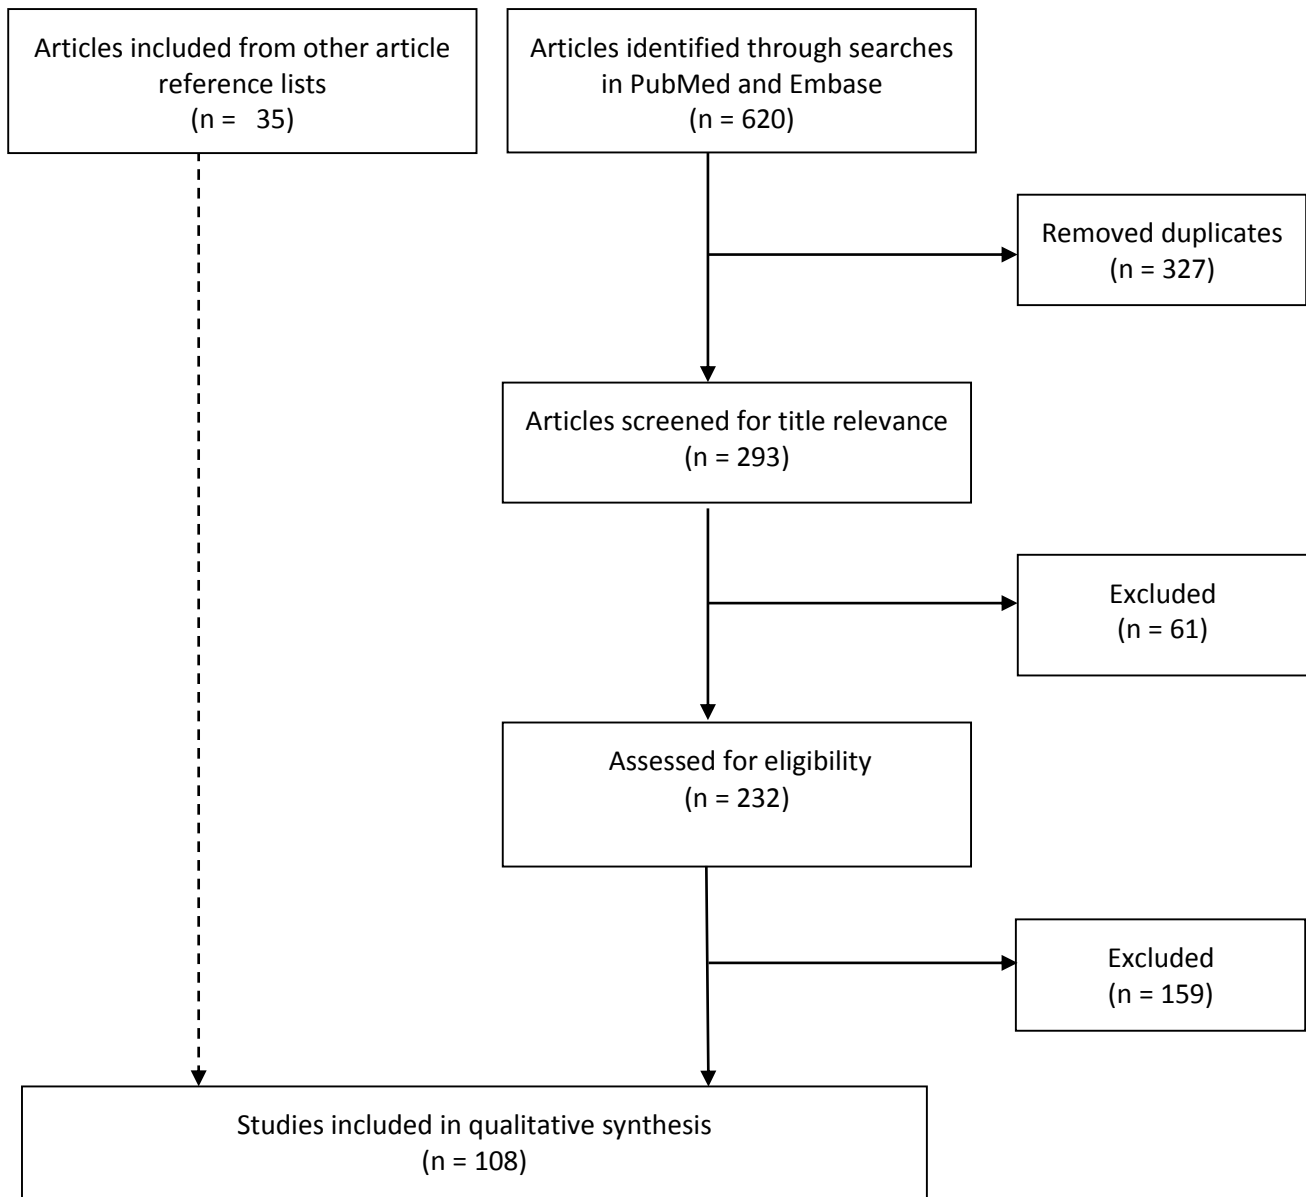 Articles included from other article
reference lists
(n =   35)
Articles identified through searches
in PubMed and Embase
(n = 620)
Removed duplicates
(n = 327)
Articles screened for title relevance
(n = 293)
Excluded
(n = 61)
Assessed for eligibility
(n = 232)
Excluded
(n = 159)
Studies included in qualitative synthesis
(n = 108)